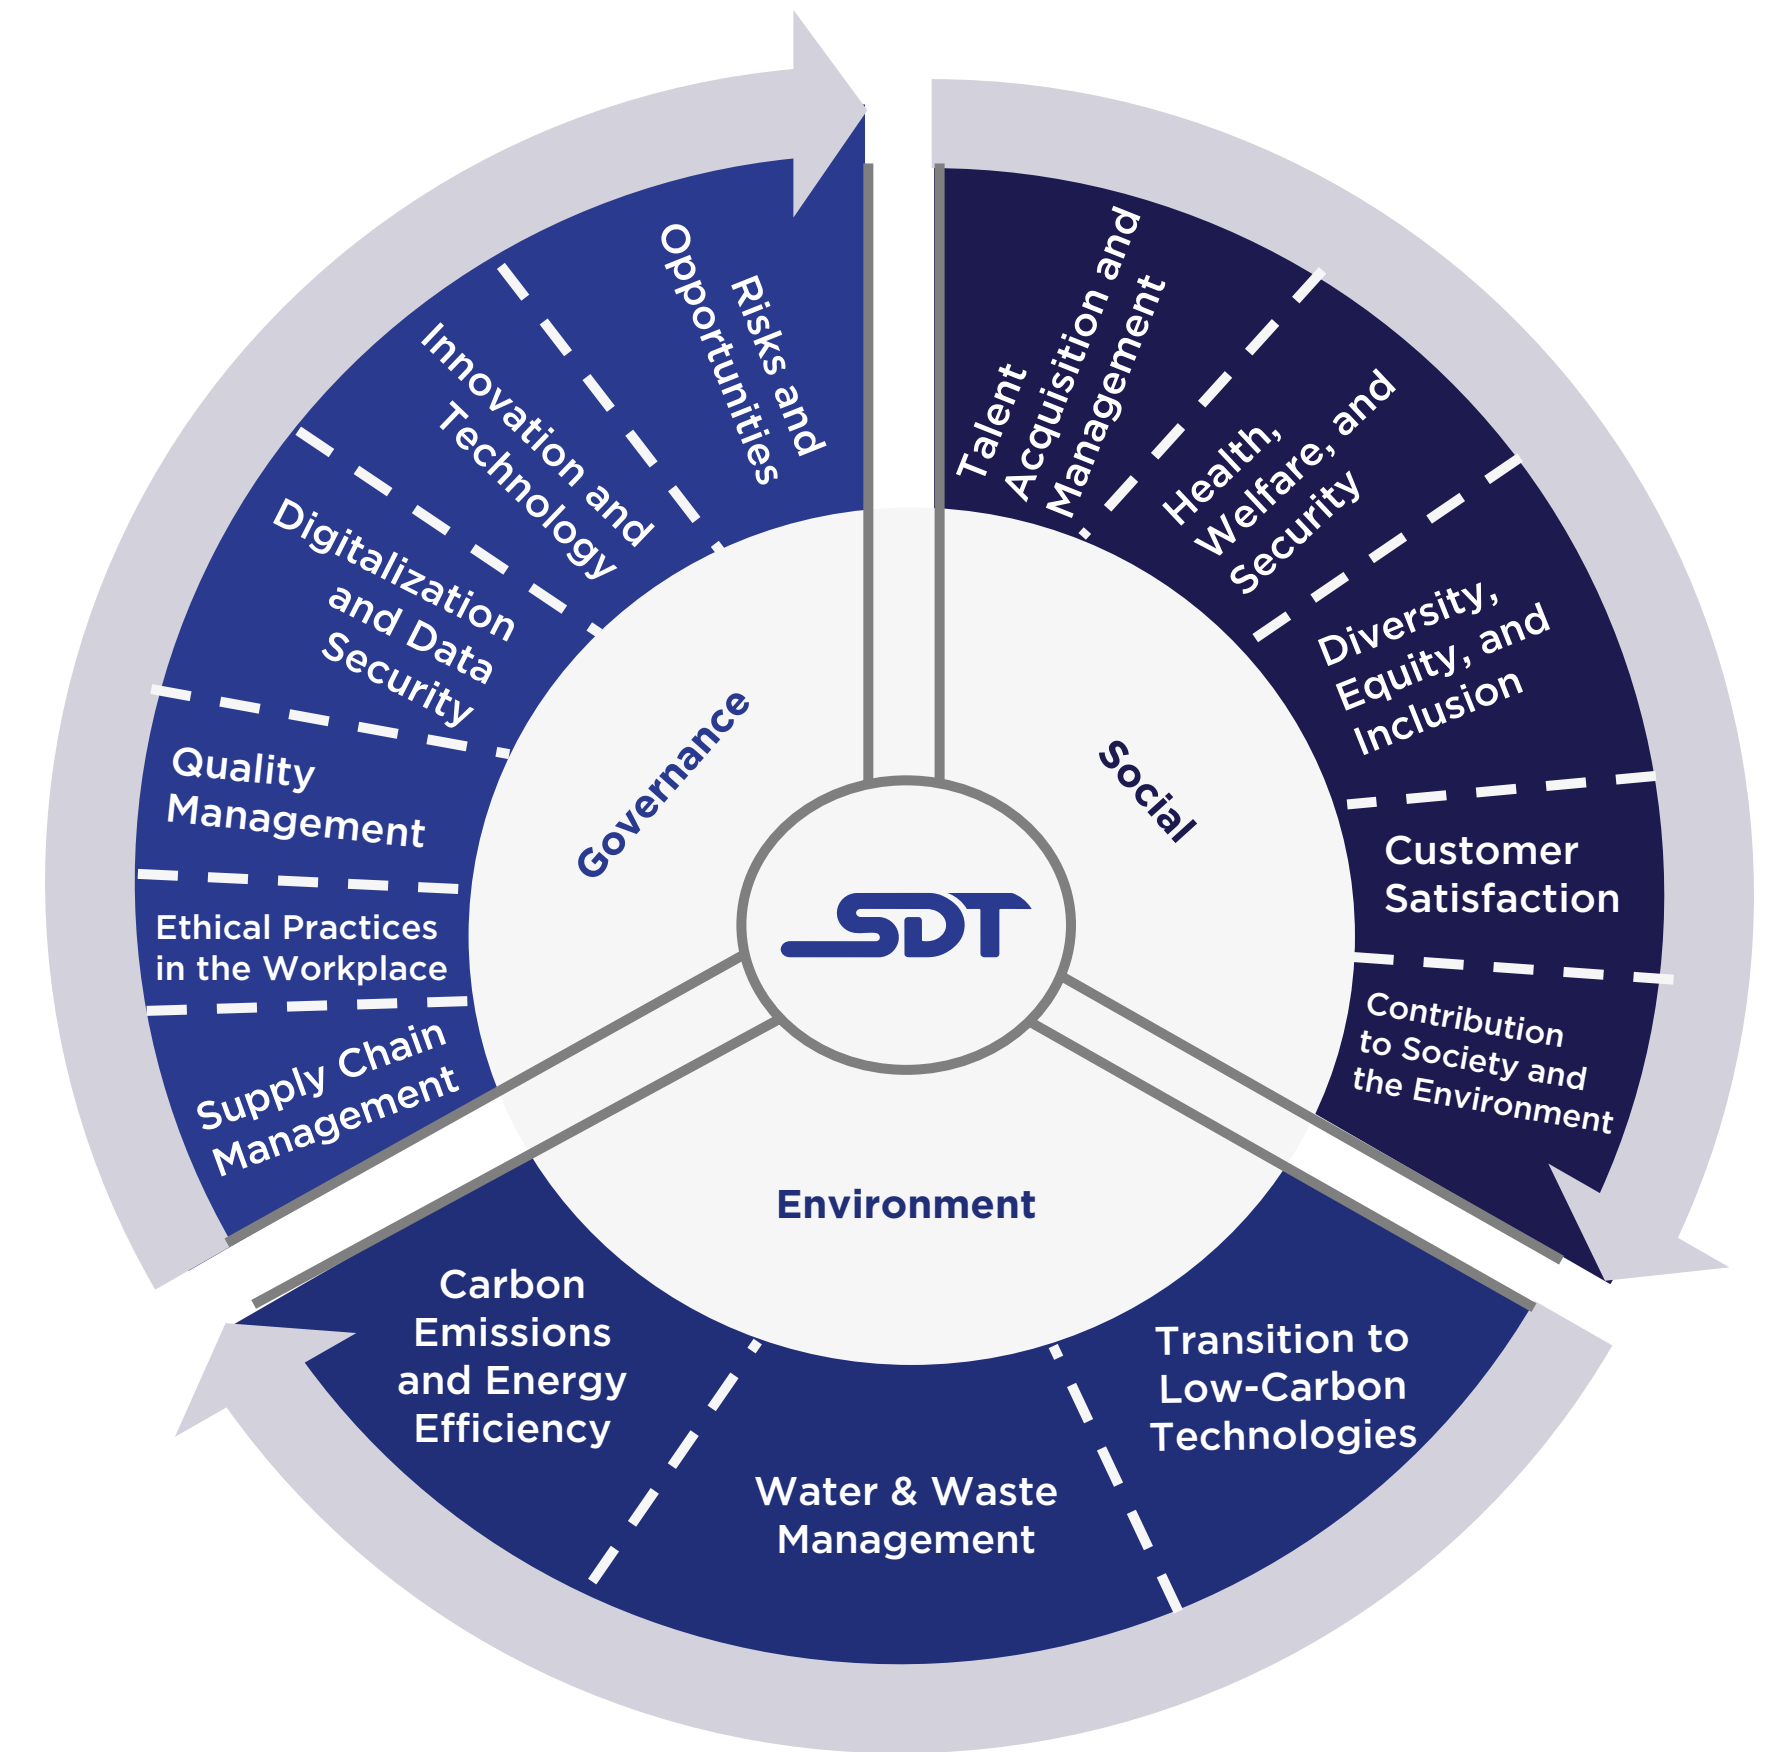 Risks and
Opportunities
Innovation and
Technology
Digitalization
and Data
Security
Quality
Management
Ethical Practices
in the Workplace
Supply Chain
Management
Governance
Talent
Acquisition and
Management
Health,
Welfare, and
Security
Diversity,
Equity, and
Inclusion
Customer
Satisfaction
Contribution
to Society and
the Environment
Social
SDT
Environment
Carbon
Emissions
and Energy
Efficiency
Water & Waste
Management
Transition to
Low-Carbon
Technologies